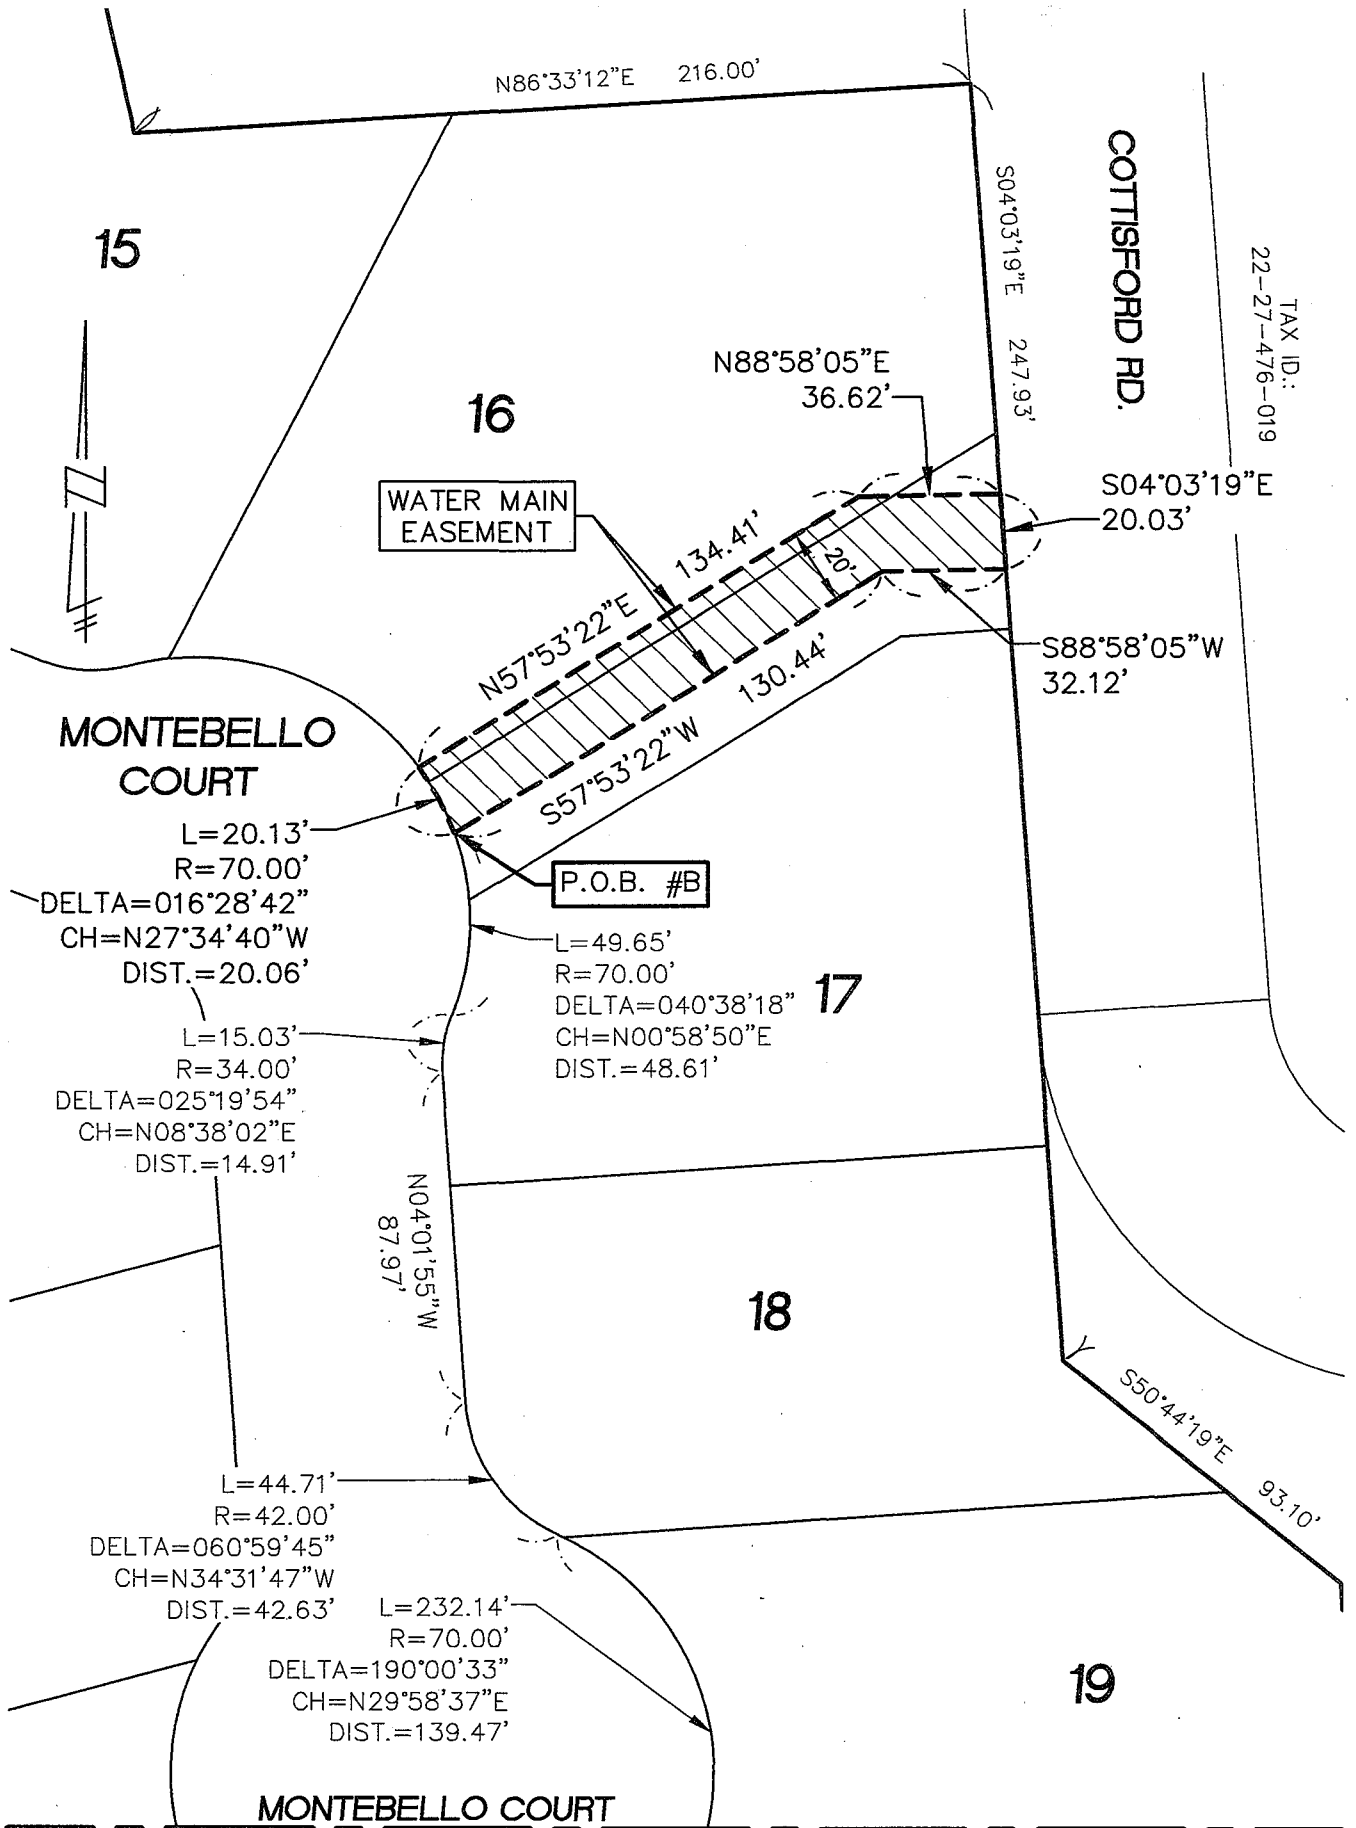 N86°33'12"E 216.00'
COTTISFORD RD.
S04°03'19"E 247.93'
TAX ID.:
22-27-476-019
15
16
N88°58'05"E
36.62'
WATER MAIN
EASEMENT
S04°03'19"E
20.03'
N57°53'22"E 134.41'
20'
S57°53'22"W 130.44'
S88°58'05"W
32.12'
MONTEBELLO
COURT
L=20.13'
R=70.00'
DELTA=016°28'42"
CH=N27°34'40"W
DIST.=20.06'
P.O.B. #B
L=49.65'
R=70.00'
DELTA=040°38'18"
CH=N00°58'50"E
DIST.=48.61'
17
L=15.03'
R=34.00'
DELTA=025°19'54"
CH=N08°38'02"E
DIST.=14.91'
N04°01'55"W
87.97'
18
S50°44'19"E 93.10'
L=44.71'
R=42.00'
DELTA=060°59'45"
CH=N34°31'47"W
DIST.=42.63'
L=232.14'
R=70.00'
DELTA=190°00'33"
CH=N29°58'37"E
DIST.=139.47'
19
MONTEBELLO COURT